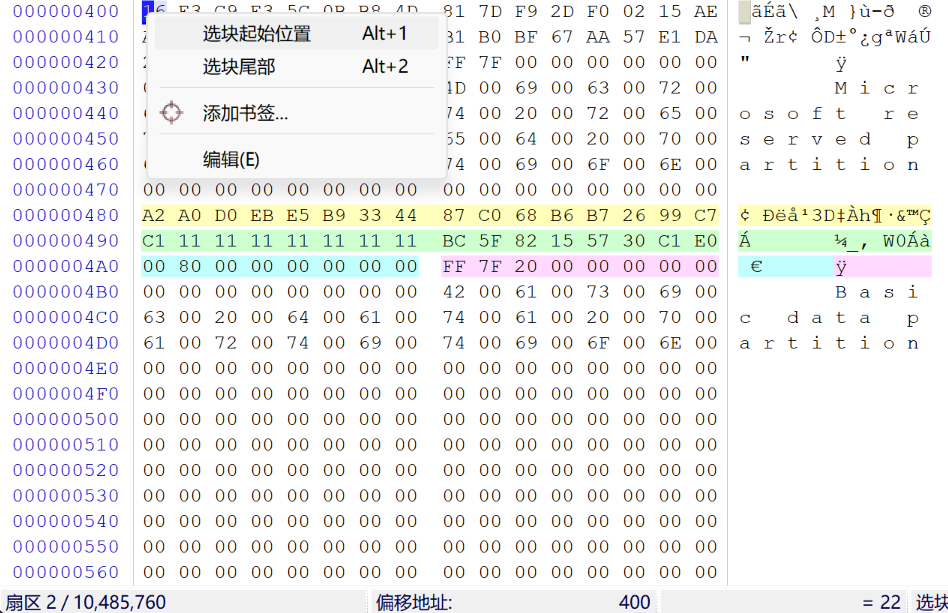 000000400 16 E3 C9 E3 5C 0B B8 4D 81 7D F9 2D F0 02 15 AE ãÉã\ ¸M }ù-ð ®
000000410 B1 B0 BF 67 AA 57 E1 DA ¬ Žr¢ ÔD±°¿gªWáÚ
000000420 FF 7F 00 00 00 00 00 00 " ÿ
000000430 4D 00 69 00 63 00 72 00 M i c r
000000440 74 00 20 00 72 00 65 00 o s o f t r e
000000450 65 00 64 00 20 00 70 00 s e r v e d p
000000460 74 00 69 00 6F 00 6E 00 a r t i t i o n
选块起始位置 Alt+1
选块尾部 Alt+2
添加书签...
编辑(E)
000000470 00 00 00 00 00 00 00 00 00 00 00 00 00 00 00 00
000000480 A2 A0 D0 EB E5 B9 33 44 87 C0 68 B6 B7 26 99 C7 ¢ Ðëå¹3D‡Àh¶·&™Ç
000000490 C1 11 11 11 11 11 11 11 BC 5F 82 15 57 30 C1 E0 Á ¼_‚ W0Áà
0000004A0 00 80 00 00 00 00 00 00 FF 7F 20 00 00 00 00 00 € ÿ
0000004B0 00 00 00 00 00 00 00 00 42 00 61 00 73 00 69 00 B a s i
0000004C0 63 00 20 00 64 00 61 00 74 00 61 00 20 00 70 00 c d a t a p
0000004D0 61 00 72 00 74 00 69 00 74 00 69 00 6F 00 6E 00 a r t i t i o n
0000004E0 00 00 00 00 00 00 00 00 00 00 00 00 00 00 00 00
0000004F0 00 00 00 00 00 00 00 00 00 00 00 00 00 00 00 00
000000500 00 00 00 00 00 00 00 00 00 00 00 00 00 00 00 00
000000510 00 00 00 00 00 00 00 00 00 00 00 00 00 00 00 00
000000520 00 00 00 00 00 00 00 00 00 00 00 00 00 00 00 00
000000530 00 00 00 00 00 00 00 00 00 00 00 00 00 00 00 00
000000540 00 00 00 00 00 00 00 00 00 00 00 00 00 00 00 00
000000550 00 00 00 00 00 00 00 00 00 00 00 00 00 00 00 00
000000560 00 00 00 00 00 00 00 00 00 00 00 00 00 00 00 00
扇区 2 / 10,485,760 偏移地址: 400 = 22 选块